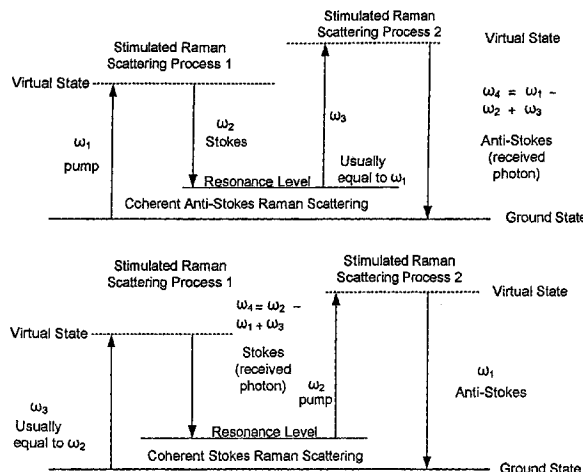 Stimulated Raman
Scattering Process 1
Stimulated Raman
Scattering Process 2
Virtual State
Virtual State
ω₁
pump
ω₂
Stokes
ω₃
Usually
equal to ω₁
ω₄ = ω₁ −
ω₂ + ω₃
Anti-Stokes
(received
photon)
Resonance Level
Coherent Anti-Stokes Raman Scattering
Ground State
Stimulated Raman
Scattering Process 1
Stimulated Raman
Scattering Process 2
Virtual State
Virtual State
ω₄ = ω₂ −
ω₁ + ω₃
Stokes
(received
photon)
ω₂
pump
ω₁
Anti-Stokes
ω₃
Usually
equal to ω₂
Resonance Level
Coherent Stokes Raman Scattering
Ground State